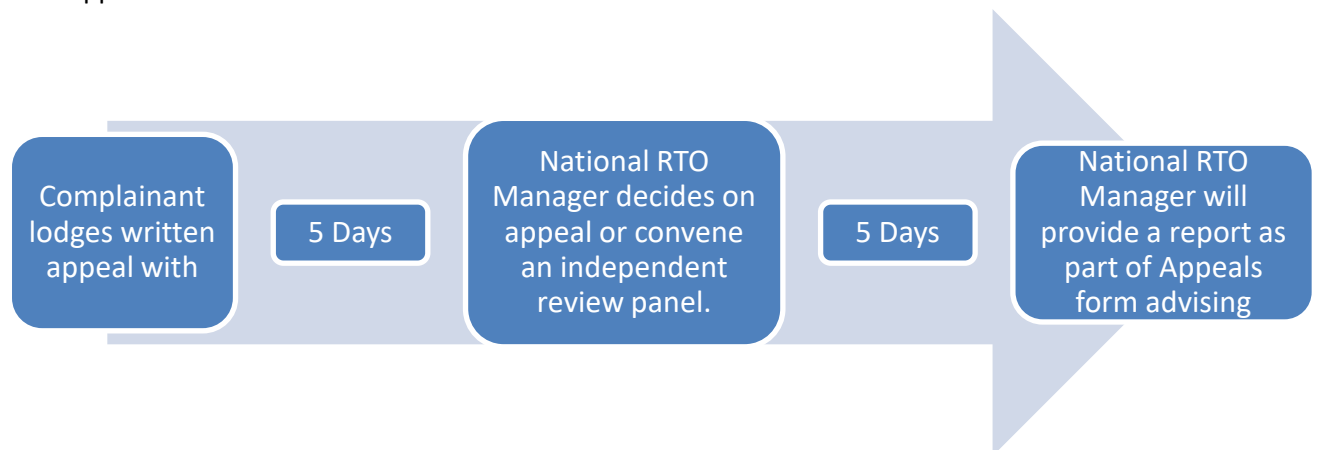 Complainant
lodges written
appeal with
5 Days
National RTO
Manager decides on
appeal or convene
an independent
review panel.
5 Days
National RTO
Manager will
provide a report as
part of Appeals
form advising